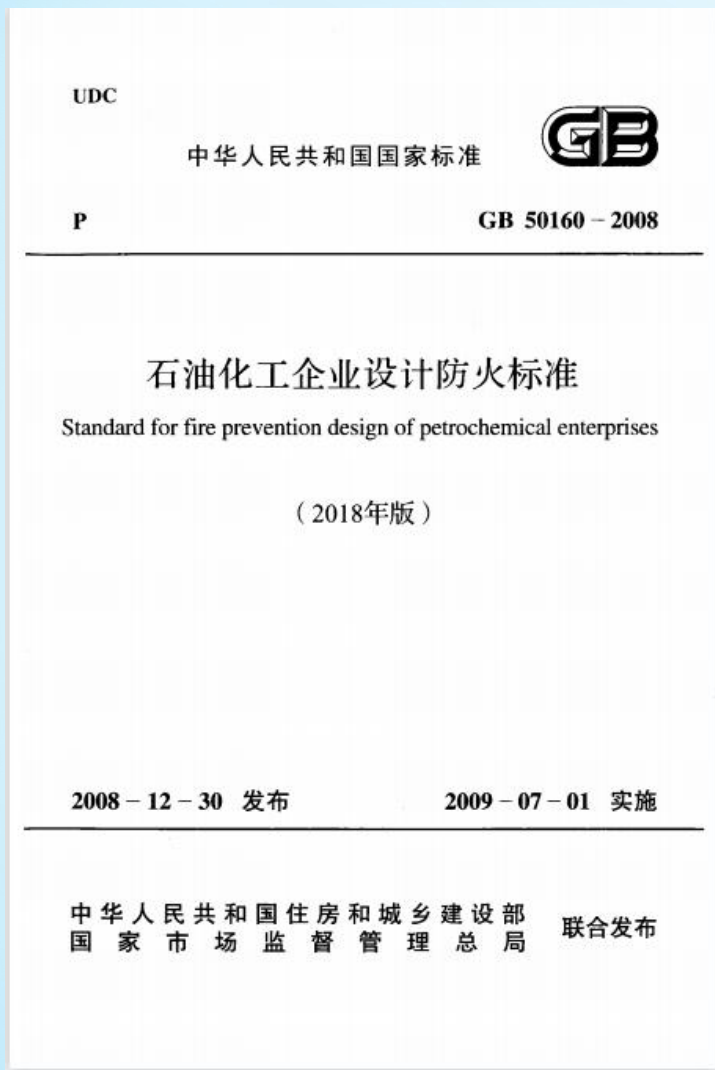 UDC
GB
中华人民共和国国家标准
P
GB 50160－2008
石油化工企业设计防火标准
Standard for fire prevention design of petrochemical enterprises
（2018年版）
2008－12－30 发布
2009－07－01 实施
中华人民共和国住房和城乡建设部
国家市场监督管理总局
联合发布